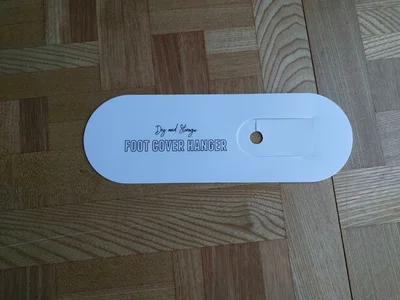 Dry and Storage
FOOT COVER HANGER